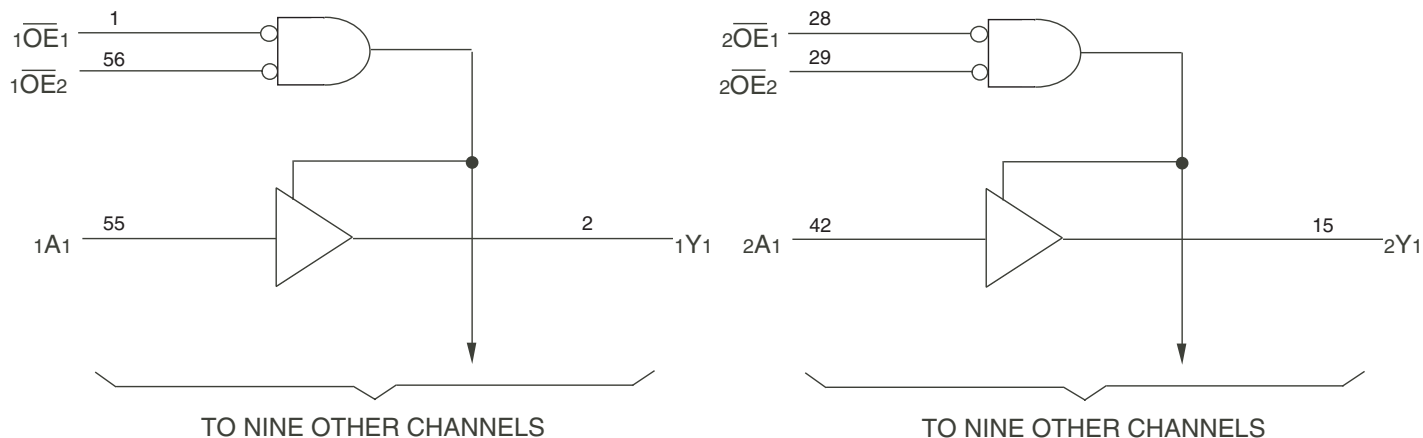 1OE1 1
1OE2 56
1A1 55 2 1Y1
TO NINE OTHER CHANNELS
2OE1 28
2OE2 29
2A1 42 15 2Y1
TO NINE OTHER CHANNELS